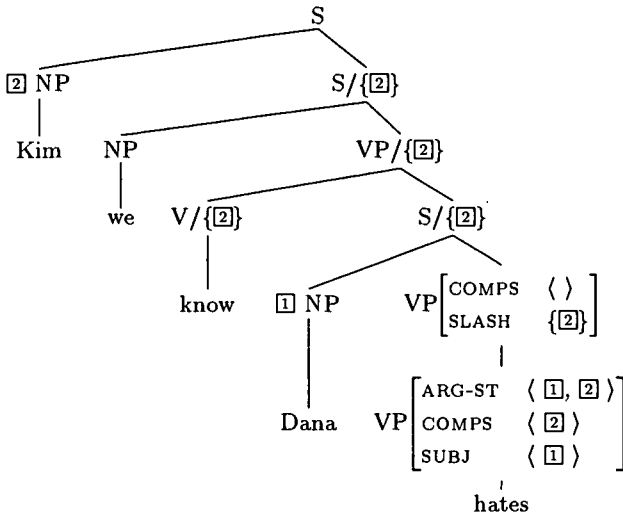 S
[2] NP S/{[2]}
Kim NP VP/{[2]}
we V/{[2]} S/{[2]}
know [1] NP VP[COMPS ⟨ ⟩
SLASH {[2]}]
Dana VP[ARG-ST ⟨ [1], [2] ⟩
COMPS ⟨ [2] ⟩
SUBJ ⟨ [1] ⟩]
hates